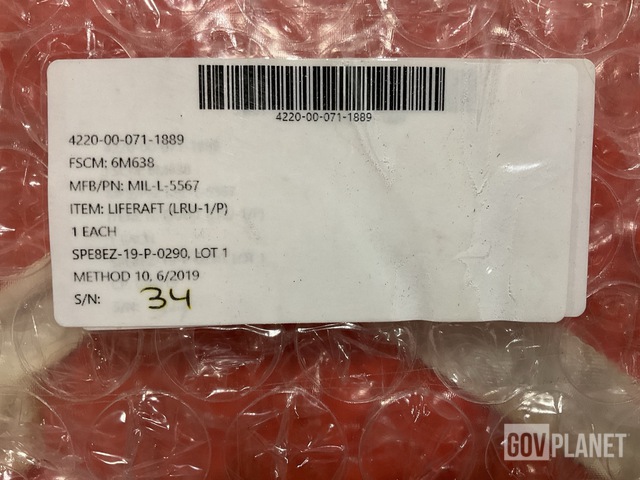 4220-00-071-1889
4220-00-071-1889
FSCM: 6M638
MFB/PN: MIL-L-5567
ITEM: LIFERAFT (LRU-1/P)
1 EACH
SPE8EZ-19-P-0290, LOT 1
METHOD 10, 6/2019
S/N: 34
GOVPLANET